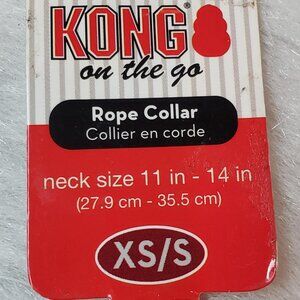 KONG®
on the go
Rope Collar
Collier en corde
neck size 11 in - 14 in
(27.9 cm - 35.5 cm)
XS/S